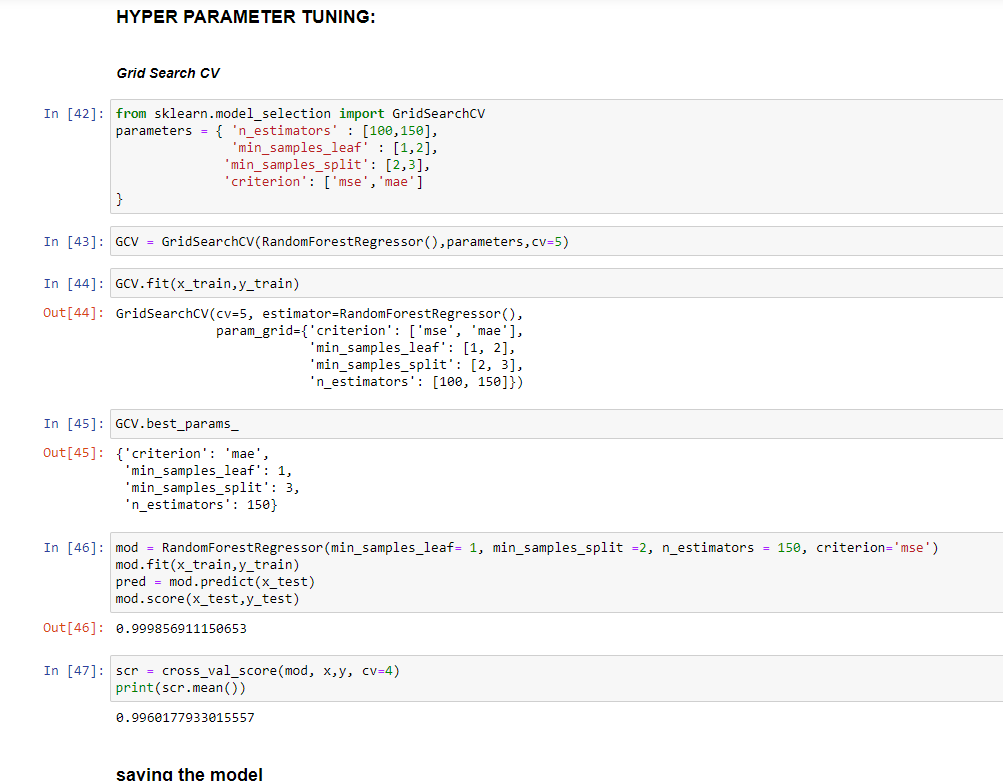 HYPER PARAMETER TUNING:
Grid Search CV
In [42]: from sklearn.model_selection import GridSearchCV
parameters = { 'n_estimators' : [100,150],
'min_samples_leaf' : [1,2],
'min_samples_split': [2,3],
'criterion': ['mse','mae']
}
In [43]: GCV = GridSearchCV(RandomForestRegressor(),parameters,cv=5)
In [44]: GCV.fit(x_train,y_train)
Out[44]: GridSearchCV(cv=5, estimator=RandomForestRegressor(),
param_grid={'criterion': ['mse', 'mae'],
'min_samples_leaf': [1, 2],
'min_samples_split': [2, 3],
'n_estimators': [100, 150]})
In [45]: GCV.best_params_
Out[45]: {'criterion': 'mae',
'min_samples_leaf': 1,
'min_samples_split': 3,
'n_estimators': 150}
In [46]: mod = RandomForestRegressor(min_samples_leaf= 1, min_samples_split =2, n_estimators = 150, criterion='mse')
mod.fit(x_train,y_train)
pred = mod.predict(x_test)
mod.score(x_test,y_test)
Out[46]: 0.999856911150653
In [47]: scr = cross_val_score(mod, x,y, cv=4)
print(scr.mean())
0.9960177933015557
saving the model